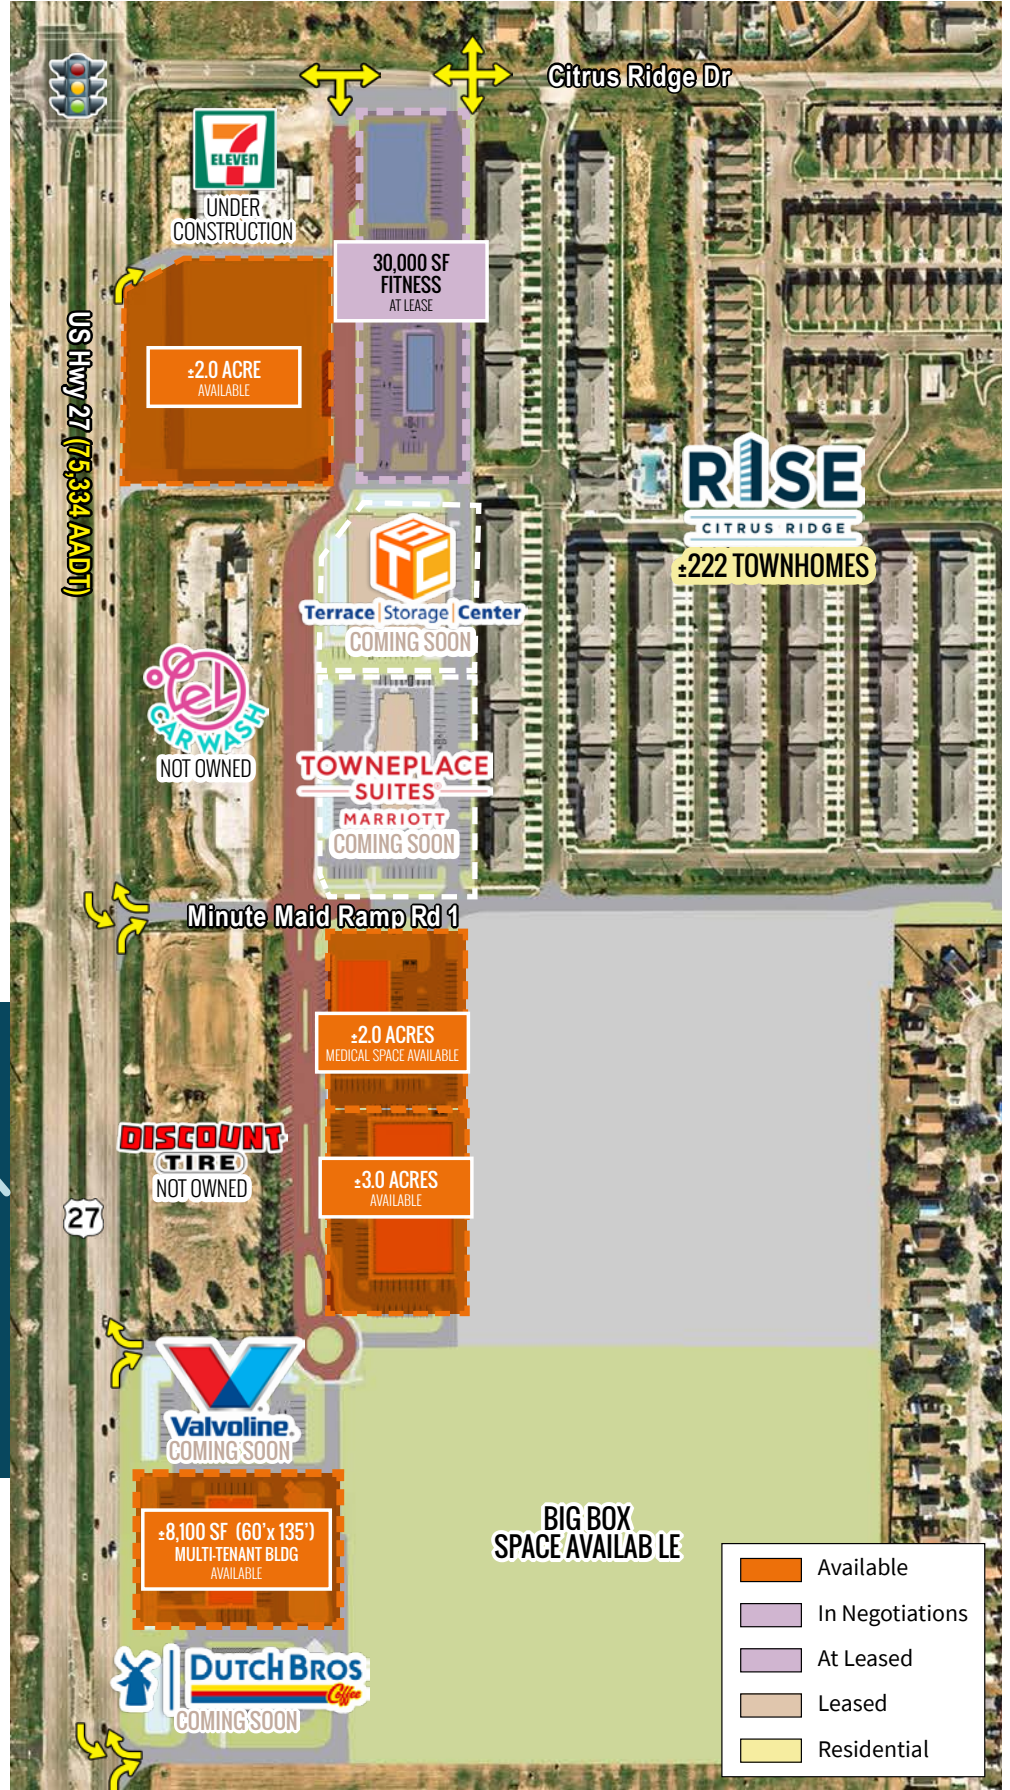 Citrus Ridge Dr
7
ELEVEN
UNDER
CONSTRUCTION
30,000 SF
FITNESS
AT LEASE
±2.0 ACRE
AVAILABLE
US Hwy 27 (75,334 AADT)
RISE
CITRUS RIDGE
±222 TOWNHOMES
STC
Terrace|Storage|Center
COMING SOON
CAR WASH
NOT OWNED
TOWNEPLACE
SUITES®
MARRIOTT
COMING SOON
Minute Maid Ramp Rd 1
±2.0 ACRES
MEDICAL SPACE AVAILABLE
DISCOUNT
TIRE
NOT OWNED
±3.0 ACRES
AVAILABLE
27
Valvoline.
COMING SOON
±8,100 SF (60'x 135')
MULTI-TENANT BLDG
AVAILABLE
BIG BOX
SPACE AVAILAB LE
DUTCH BROS
Coffee
COMING SOON
Available
In Negotiations
At Leased
Leased
Residential